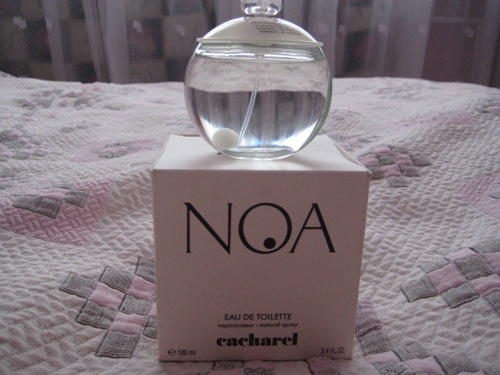 NOA
EAU DE TOILETTE
vaporisateur - natural spray
cacharel
℮ 100 ml 3.4 FL.OZ.